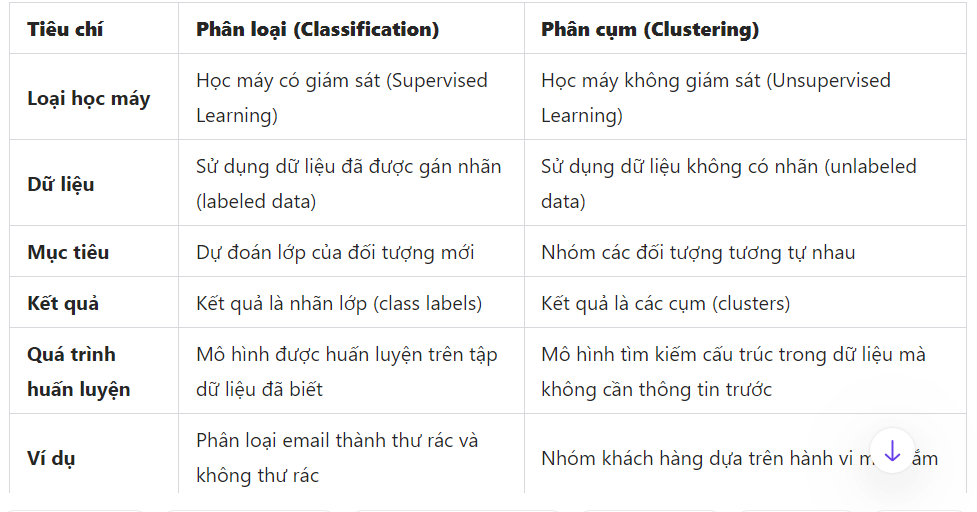 Tiêu chí Phân loại (Classification) Phân cụm (Clustering)
Loại học máy
Học máy có giám sát (Supervised
Learning)
Học máy không giám sát (Unsupervised
Learning)
Dữ liệu
Sử dụng dữ liệu đã được gán nhãn
(labeled data)
Sử dụng dữ liệu không có nhãn (unlabeled
data)
Mục tiêu
Dự đoán lớp của đối tượng mới
Nhóm các đối tượng tương tự nhau
Kết quả
Kết quả là nhãn lớp (class labels)
Kết quả là các cụm (clusters)
Quá trình
huấn luyện
Mô hình được huấn luyện trên tập
dữ liệu đã biết
Mô hình tìm kiếm cấu trúc trong dữ liệu mà
không cần thông tin trước
Ví dụ
Phân loại email thành thư rác và
không thư rác
Nhóm khách hàng dựa trên hành vi